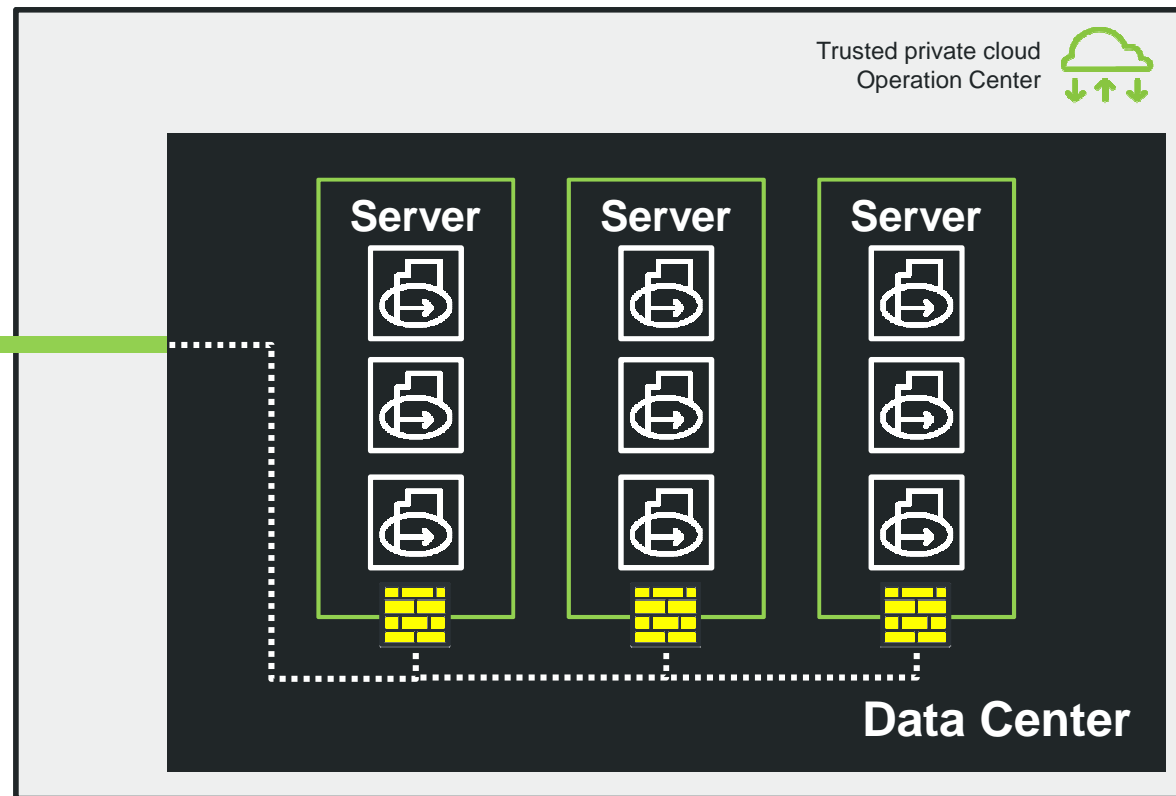 Trusted private cloud
Operation Center
Server
Server
Server
Data Center